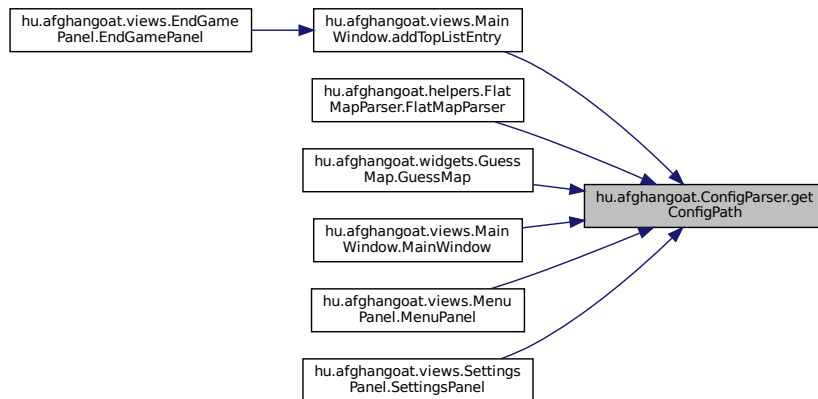 hu.afghangoat.views.EndGame
Panel.EndGamePanel
hu.afghangoat.views.Main
Window.addTopListEntry
hu.afghangoat.helpers.Flat
MapParser.FlatMapParser
hu.afghangoat.widgets.Guess
Map.GuessMap
hu.afghangoat.ConfigParser.get
ConfigPath
hu.afghangoat.views.Main
Window.MainWindow
hu.afghangoat.views.Menu
Panel.MenuPanel
hu.afghangoat.views.Settings
Panel.SettingsPanel